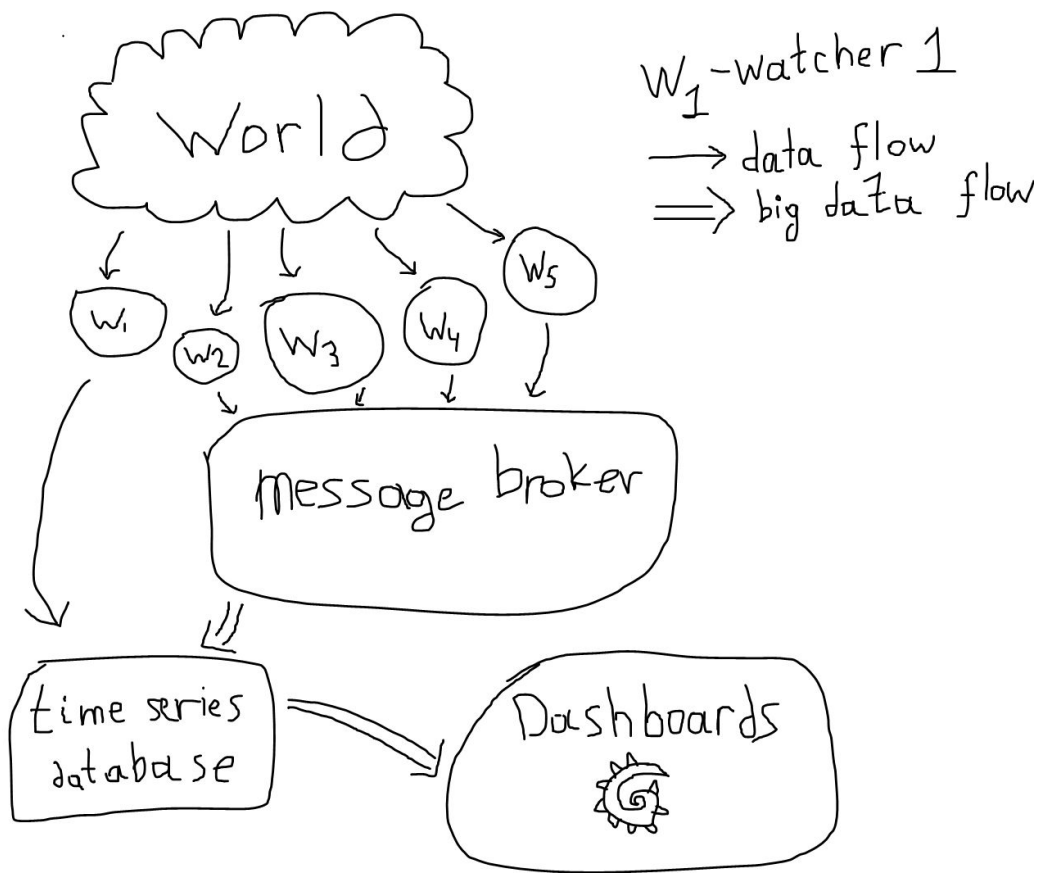 World
W1-watcher 1
data flow
big data flow
W1
W2
W3
W4
W5
message broker
time series
database
Dashboards